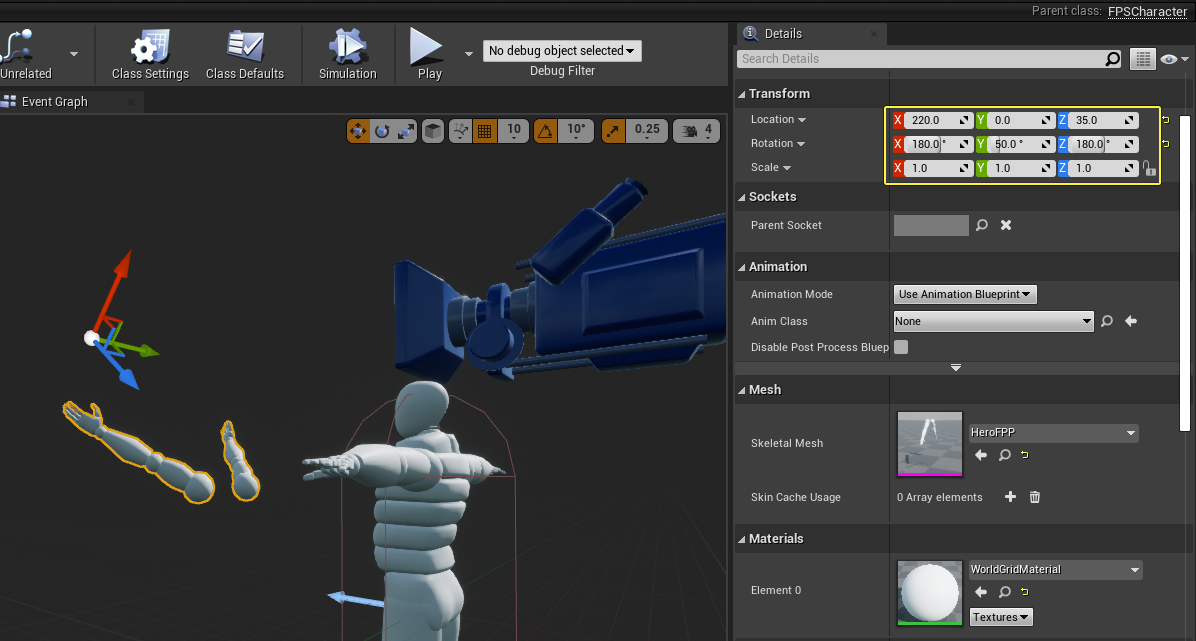 Parent class: FPSCharacter
Unrelated
Class Settings
Class Defaults
Simulation
Play
No debug object selected
Debug Filter
Event Graph
10
10°
0.25
4
Details
Search Details
Transform
Location X 220.0 Y 0.0 Z 35.0
Rotation X 180.0 ° Y 50.0 ° Z 180.0 °
Scale X 1.0 Y 1.0 Z 1.0
Sockets
Parent Socket
Animation
Animation Mode Use Animation Blueprint
Anim Class None
Disable Post Process Bluep
Mesh
Skeletal Mesh HeroFPP
Skin Cache Usage 0 Array elements
Materials
Element 0 WorldGridMaterial
Textures